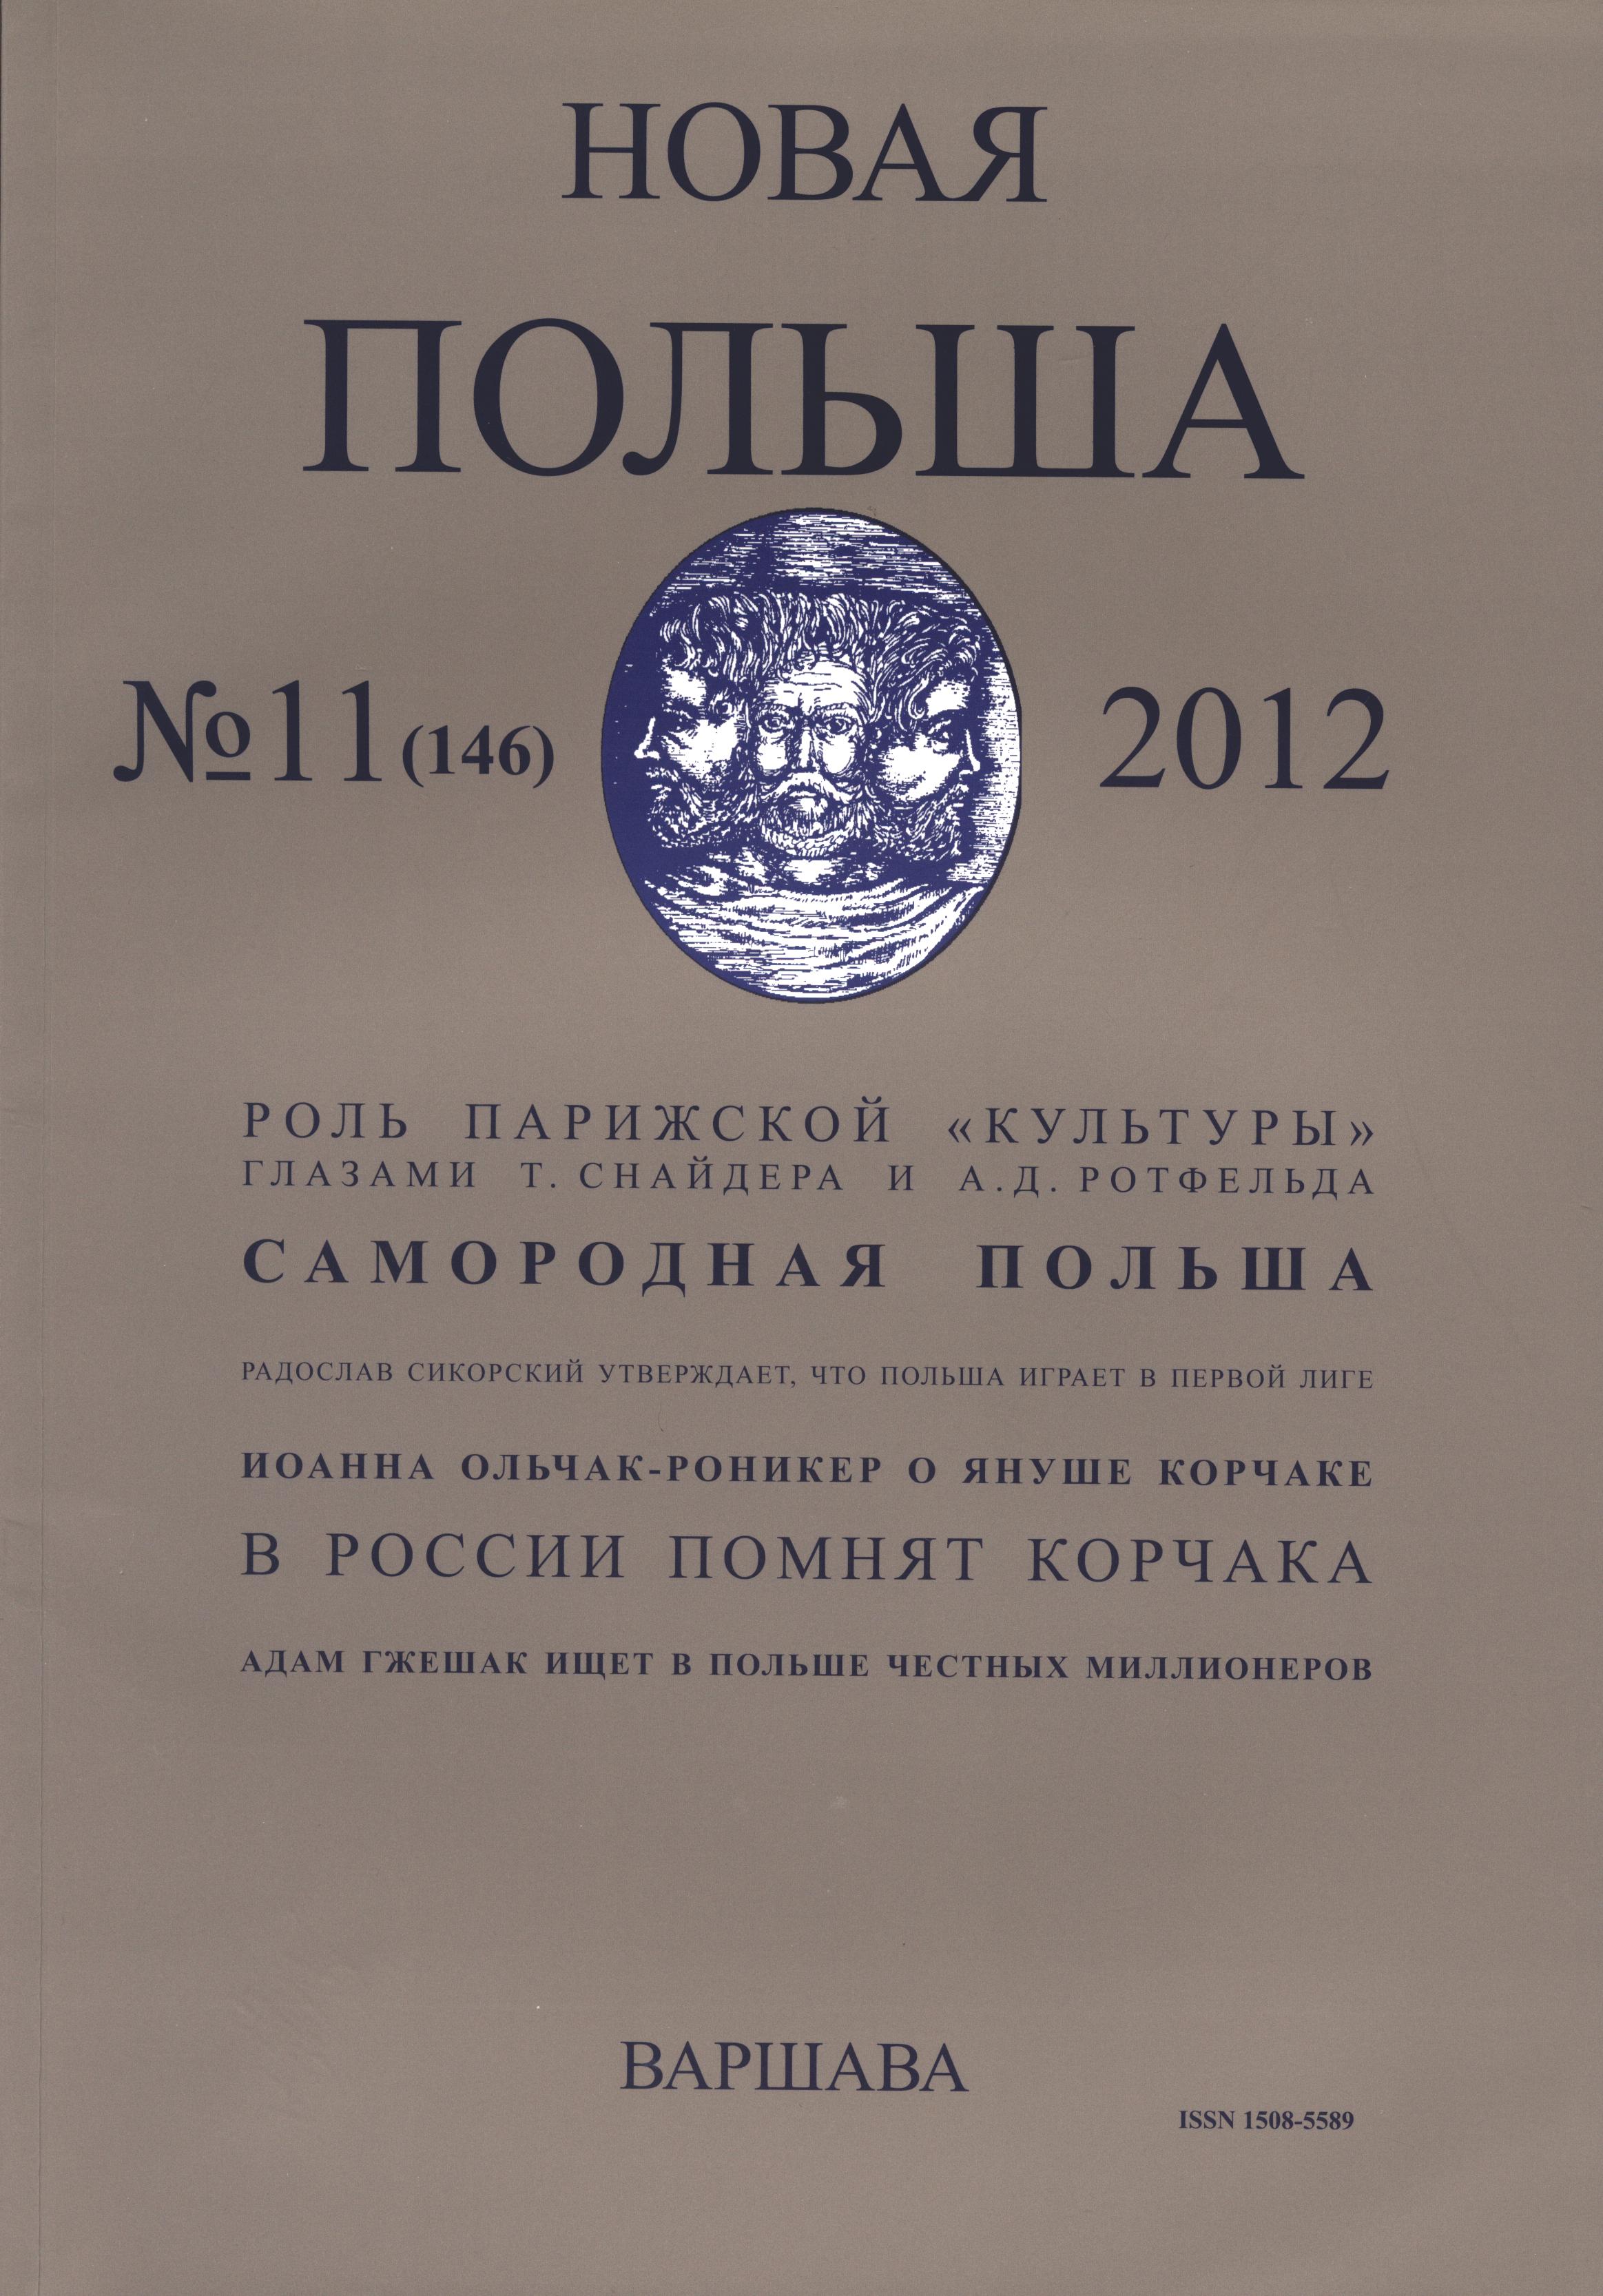 НОВАЯ
ПОЛЬША
№11(146)
2012
РОЛЬ ПАРИЖСКОЙ «КУЛЬТУРЫ»
ГЛАЗАМИ Т. СНАЙДЕРА И А.Д. РОТФЕЛЬДА
САМОРОДНАЯ ПОЛЬША
РАДОСЛАВ СИКОРСКИЙ УТВЕРЖДАЕТ, ЧТО ПОЛЬША ИГРАЕТ В ПЕРВОЙ ЛИГЕ
ИОАННА ОЛЬЧАК-РОНИКЕР О ЯНУШЕ КОРЧАКЕ
В РОССИИ ПОМНЯТ КОРЧАКА
АДАМ ГЖЕШАК ИЩЕТ В ПОЛЬШЕ ЧЕСТНЫХ МИЛЛИОНЕРОВ
ВАРШАВА
ISSN 1508-5589